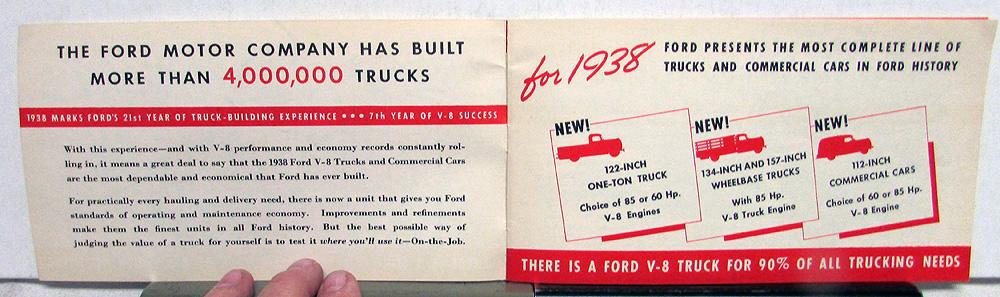 THE FORD MOTOR COMPANY HAS BUILT
MORE THAN 4,000,000 TRUCKS
1938 MARKS FORD'S 21st YEAR OF TRUCK-BUILDING EXPERIENCE • • • 7th YEAR OF V-8 SUCCESS
With this experience—and with V-8 performance and economy records constantly rol-
ling in, it means a great deal to say that the 1938 Ford V-8 Trucks and Commercial Cars
are the most dependable and economical that Ford has ever built.
For practically every hauling and delivery need, there is now a unit that gives you Ford
standards of operating and maintenance economy. Improvements and refinements
make them the finest units in all Ford history. But the best possible way of
judging the value of a truck for yourself is to test it where you'll use it—On-the-Job.
for 1938
FORD PRESENTS THE MOST COMPLETE LINE OF
TRUCKS AND COMMERCIAL CARS IN FORD HISTORY
NEW!
122-INCH
ONE-TON TRUCK
Choice of 85 or 60 Hp.
V-8 Engines
NEW!
134-INCH AND 157-INCH
WHEELBASE TRUCKS
With 85 Hp.
V-8 Truck Engine
NEW!
112-INCH
COMMERCIAL CARS
Choice of 60 or 85 Hp.
V-8 Engine
THERE IS A FORD V-8 TRUCK FOR 90% OF ALL TRUCKING NEEDS